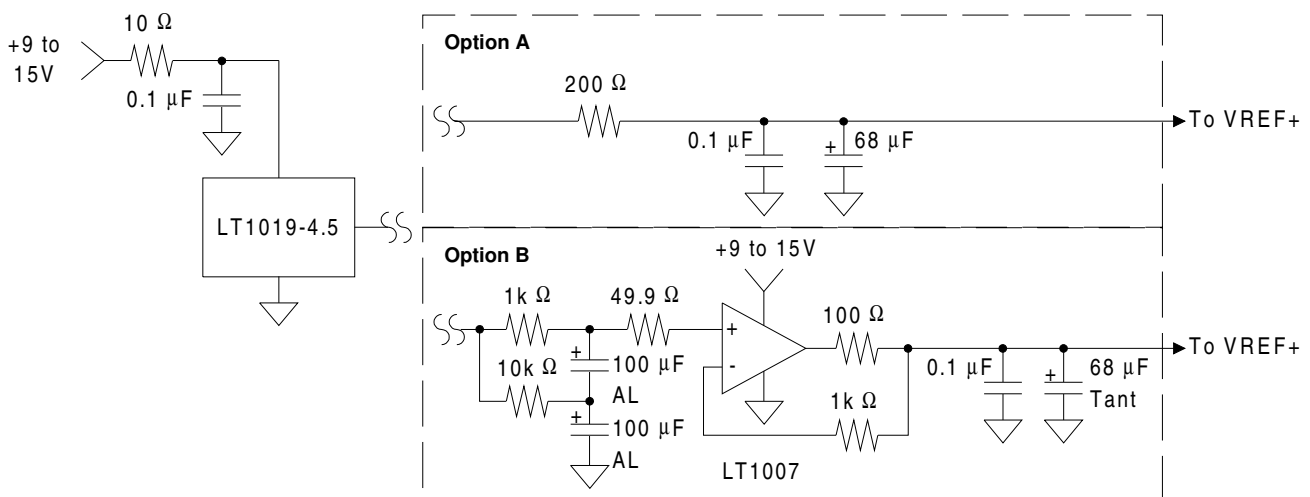 +9 to
15V
10 Ω
0.1 µF
LT1019-4.5
Option A
200 Ω
0.1 µF
+
68 µF
To VREF+
Option B
+9 to 15V
1k Ω
49.9 Ω
10k Ω
+
100 µF
AL
+
100 µF
AL
+
-
100 Ω
1k Ω
LT1007
0.1 µF
+
68 µF
Tant
To VREF+